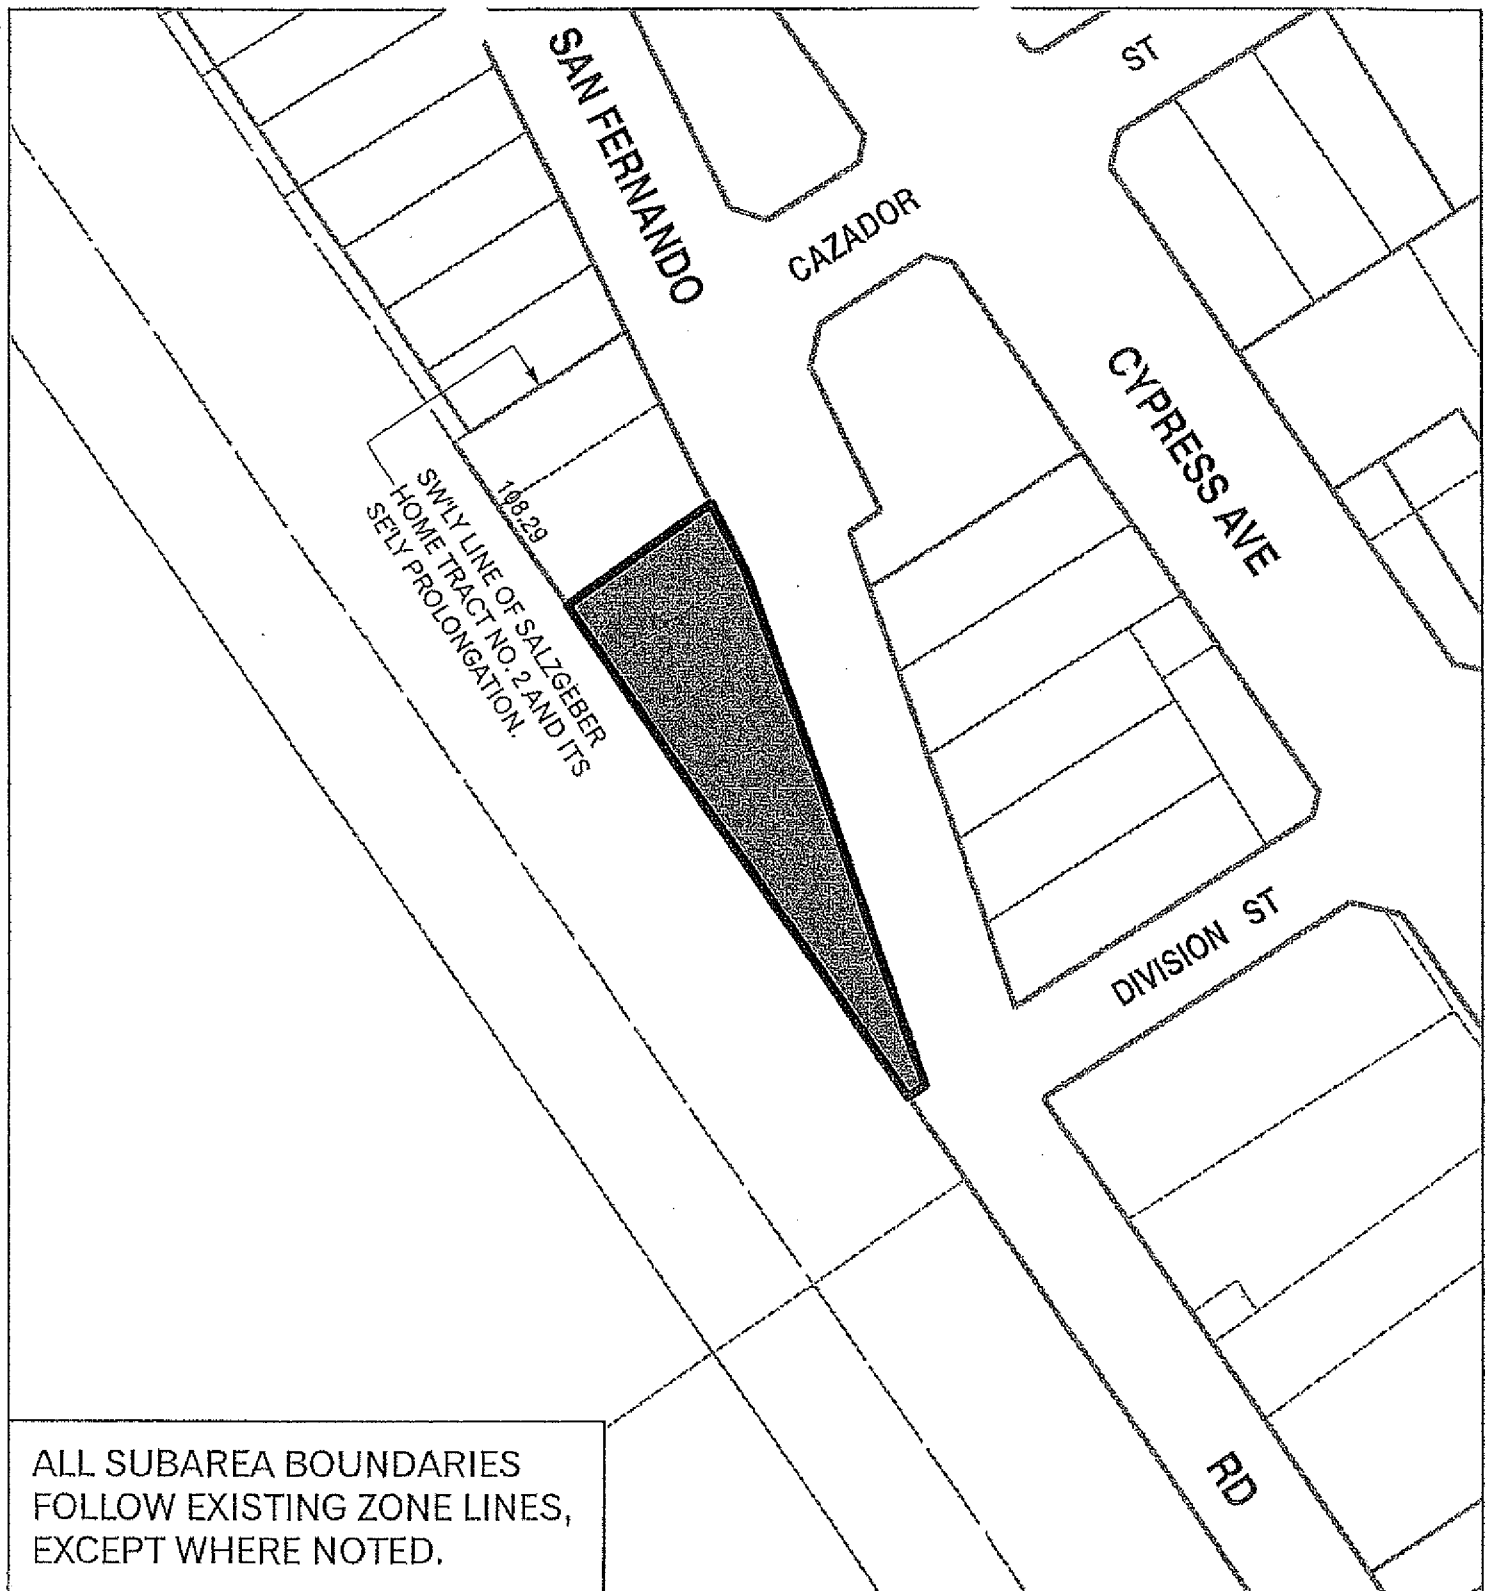 SAN FERNANDO
ST
CAZADOR
CYPRESS AVE
108.29
SW'LY LINE OF SALZGEBER
HOME TRACT NO. 2 AND ITS
SE'LY PROLONGATION.
DIVISION ST
RD
ALL SUBAREA BOUNDARIES
FOLLOW EXISTING ZONE LINES,
EXCEPT WHERE NOTED.